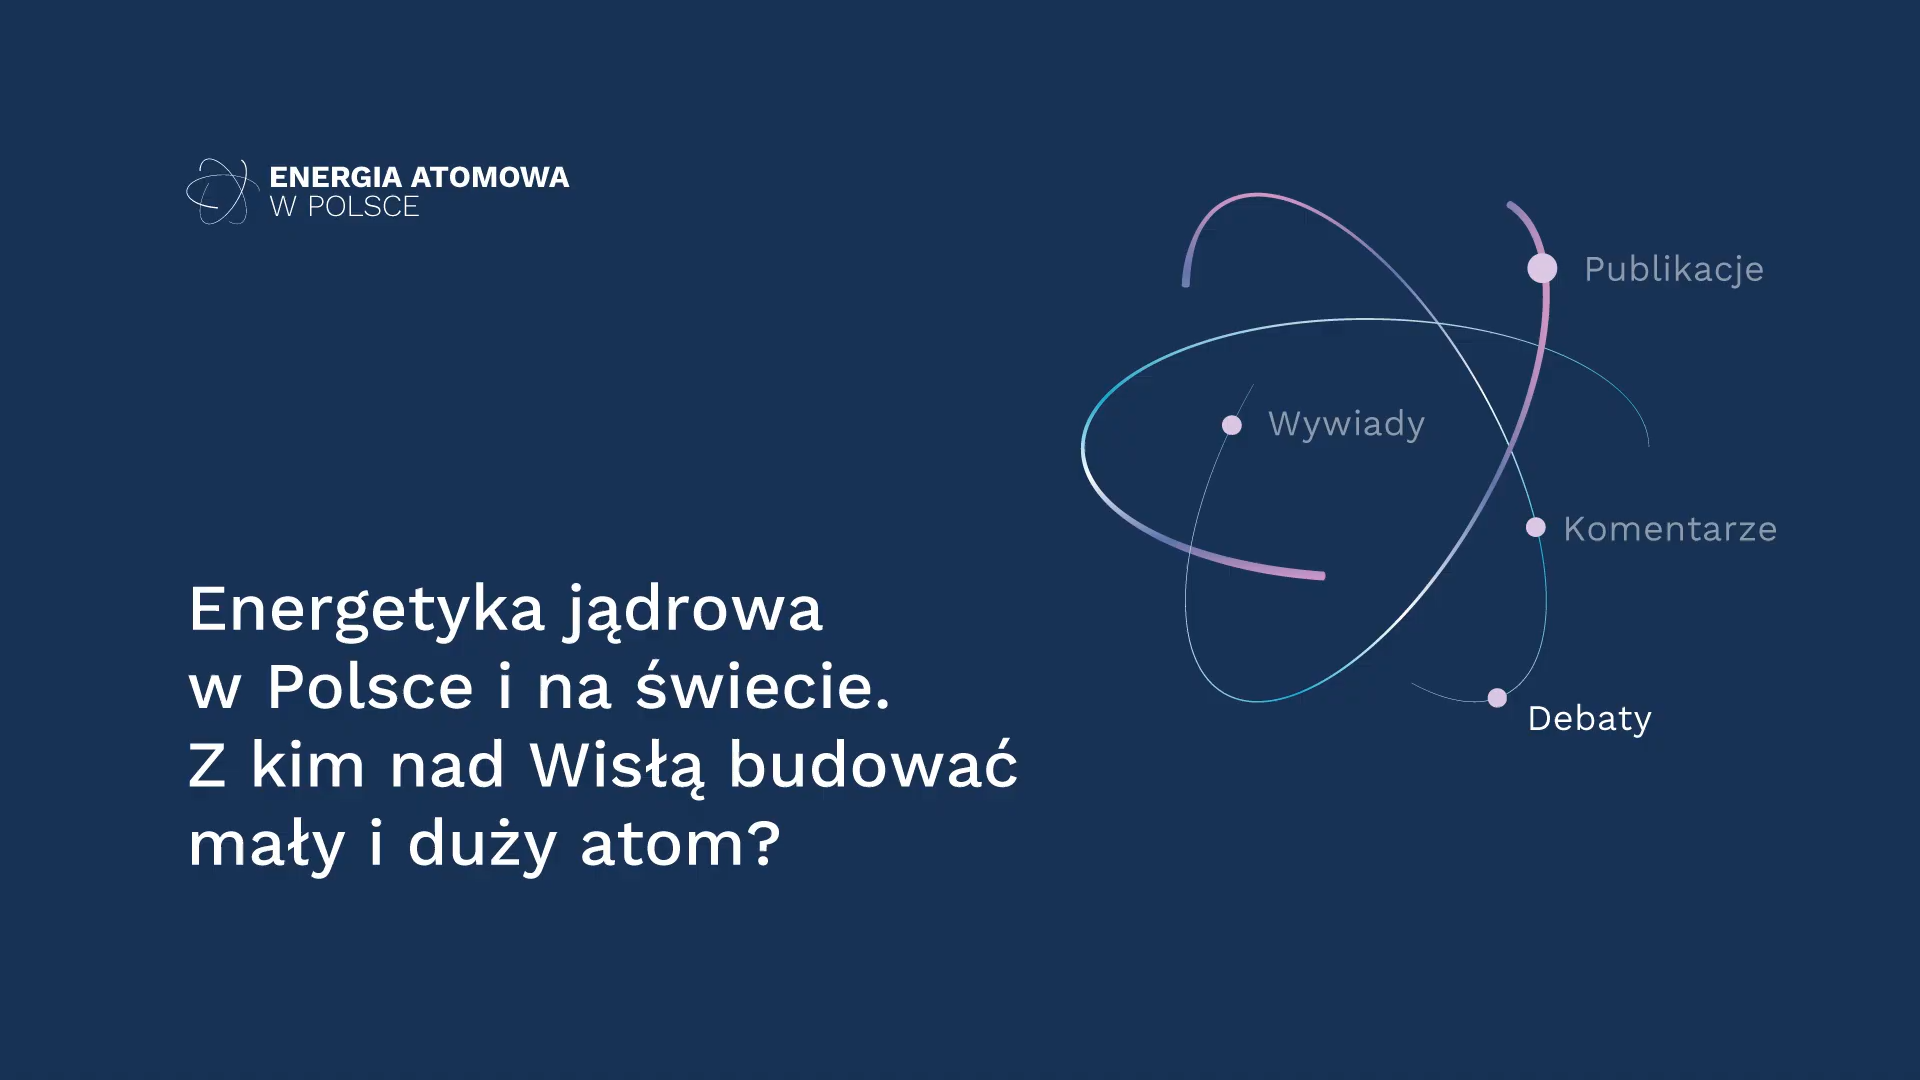 ENERGIA ATOMOWA
W POLSCE
Publikacje
Wywiady
Komentarze
Debaty
Energetyka jądrowa
w Polsce i na świecie.
Z kim nad Wisłą budować
mały i duży atom?